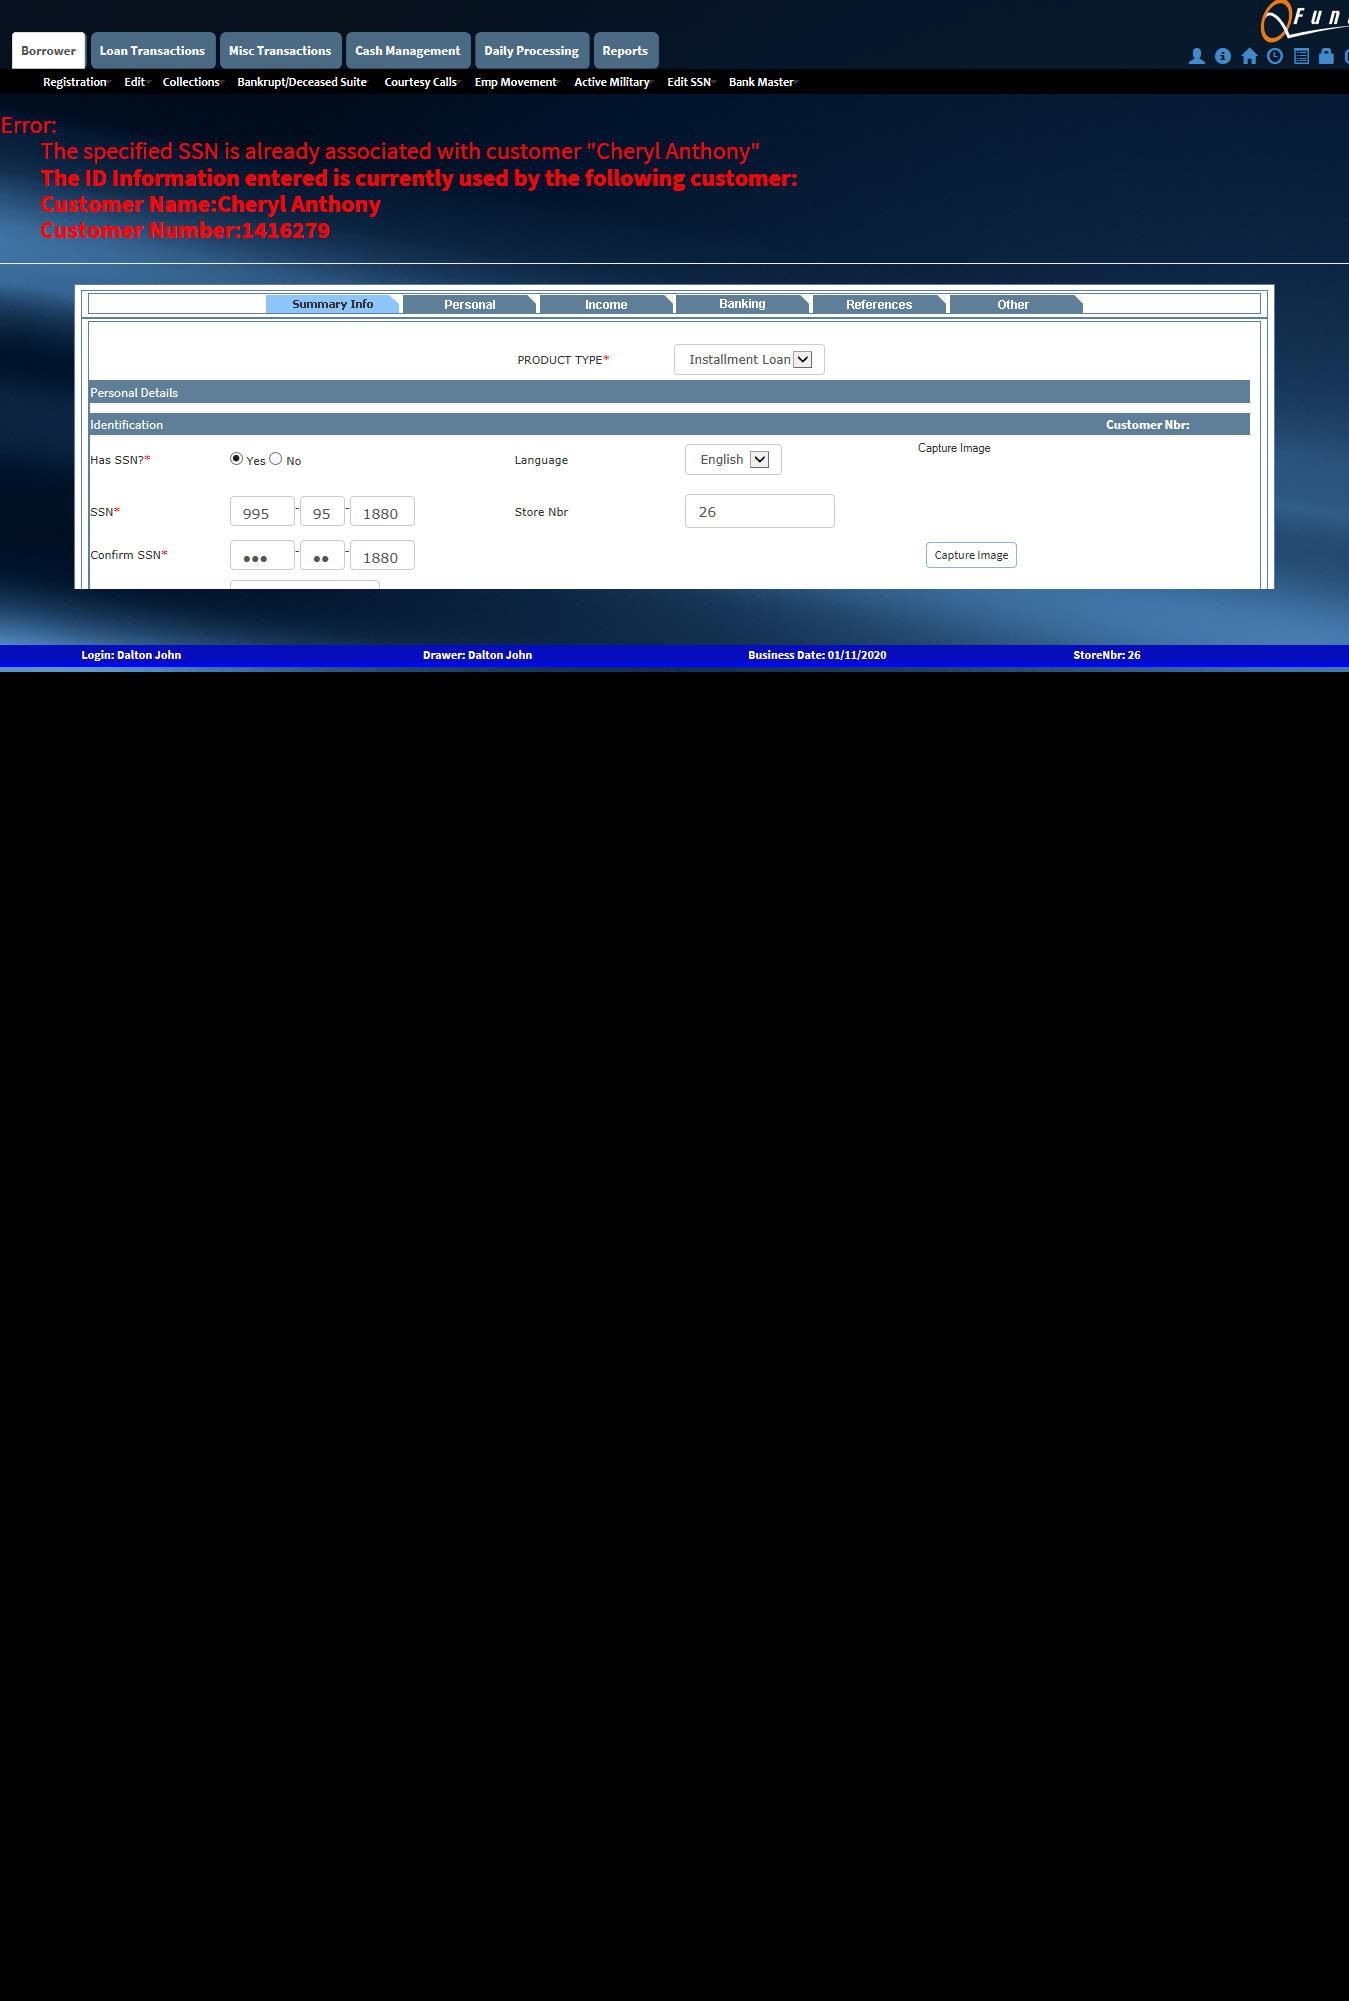 Fun
Borrower Loan Transactions Misc Transactions Cash Management Daily Processing Reports
Registration Edit Collections Bankrupt/Deceased Suite Courtesy Calls Emp Movement Active Military Edit SSN Bank Master
Error:
The specified SSN is already associated with customer "Cheryl Anthony"
The ID Information entered is currently used by the following customer:
Customer Name:Cheryl Anthony
Customer Number:1416279
Summary Info Personal Income Banking References Other
PRODUCT TYPE* Installment Loan
Personal Details
Identification Customer Nbr:
Has SSN?* Yes No Language English Capture Image
SSN* 995 - 95 - 1880 Store Nbr 26
Confirm SSN* ●●● - ●● - 1880 Capture Image
Login: Dalton John Drawer: Dalton John Business Date: 01/11/2020 StoreNbr: 26